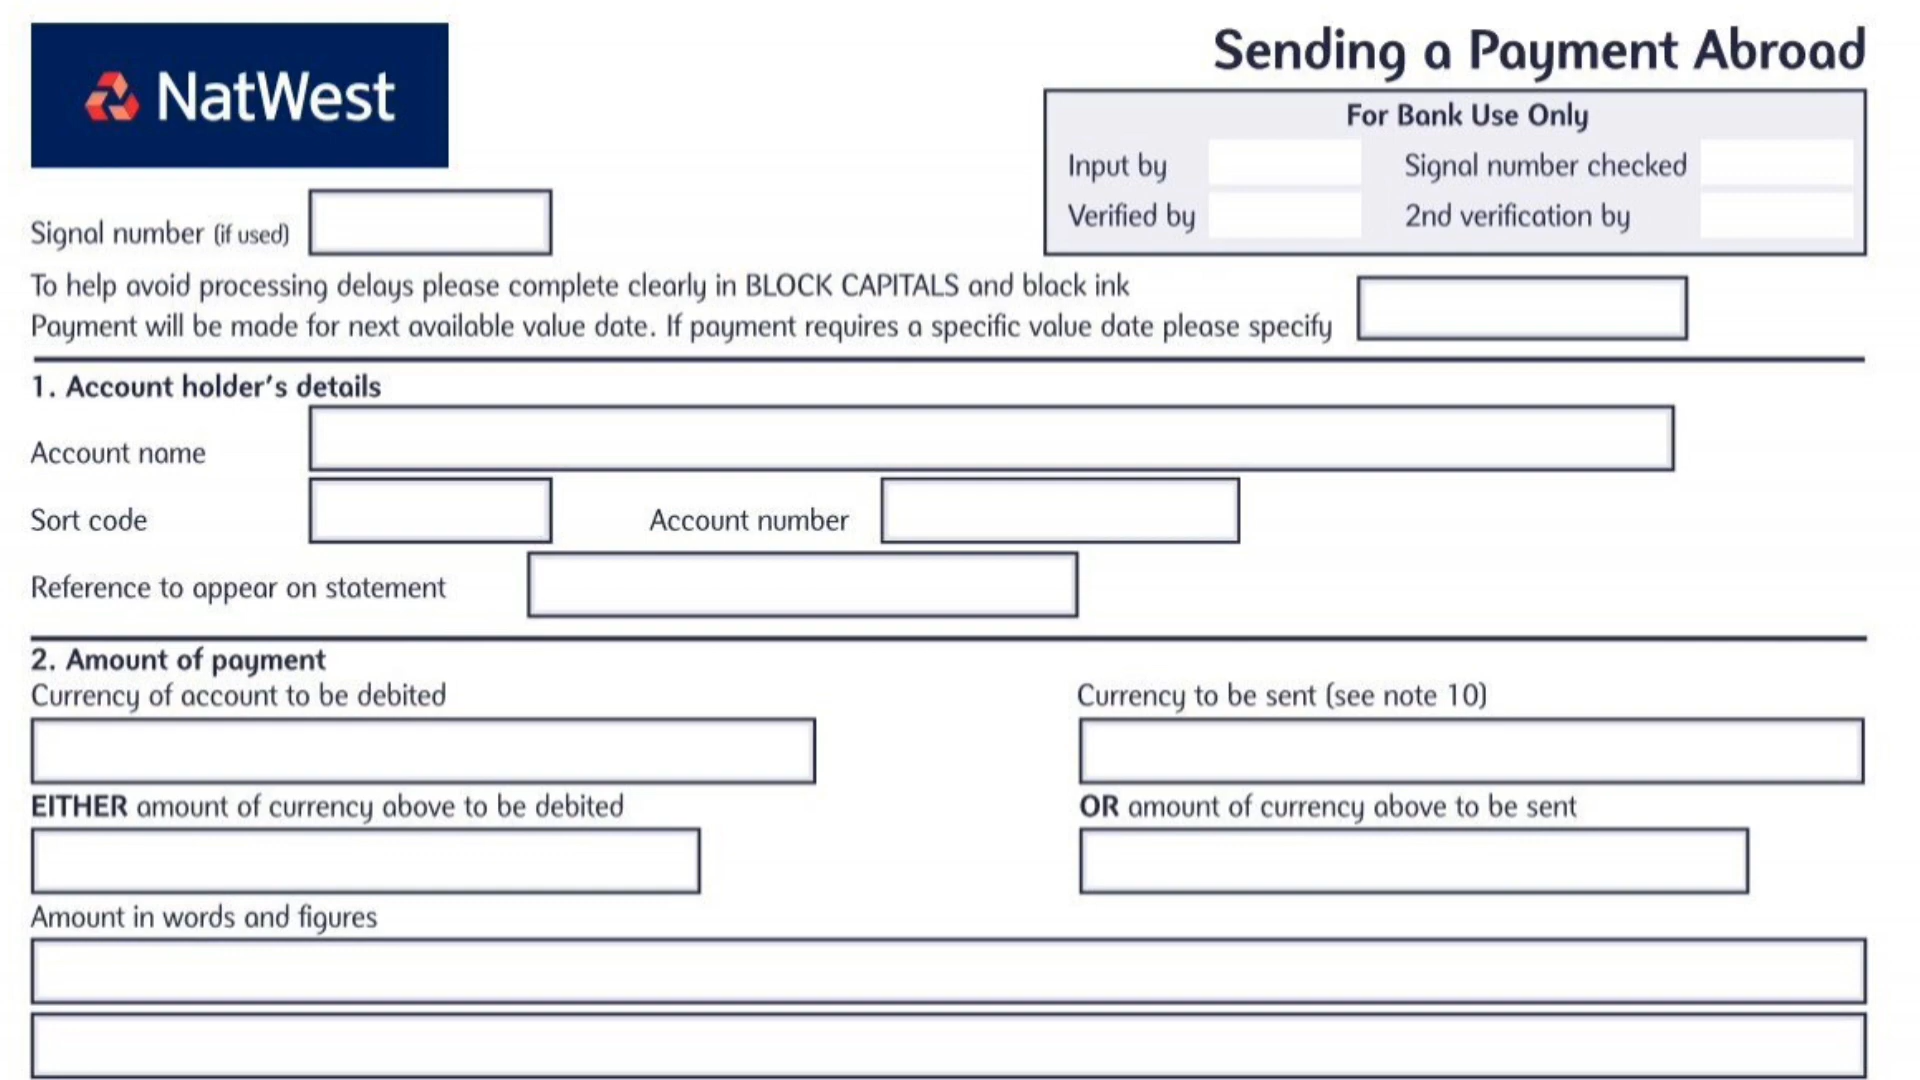 NatWest
Sending a Payment Abroad
For Bank Use Only
Input by
Signal number checked
Verified by
2nd verification by
Signal number (if used)
To help avoid processing delays please complete clearly in BLOCK CAPITALS and black ink
Payment will be made for next available value date. If payment requires a specific value date please specify
1. Account holder's details
Account name
Sort code
Account number
Reference to appear on statement
2. Amount of payment
Currency of account to be debited
Currency to be sent (see note 10)
EITHER amount of currency above to be debited
OR amount of currency above to be sent
Amount in words and figures